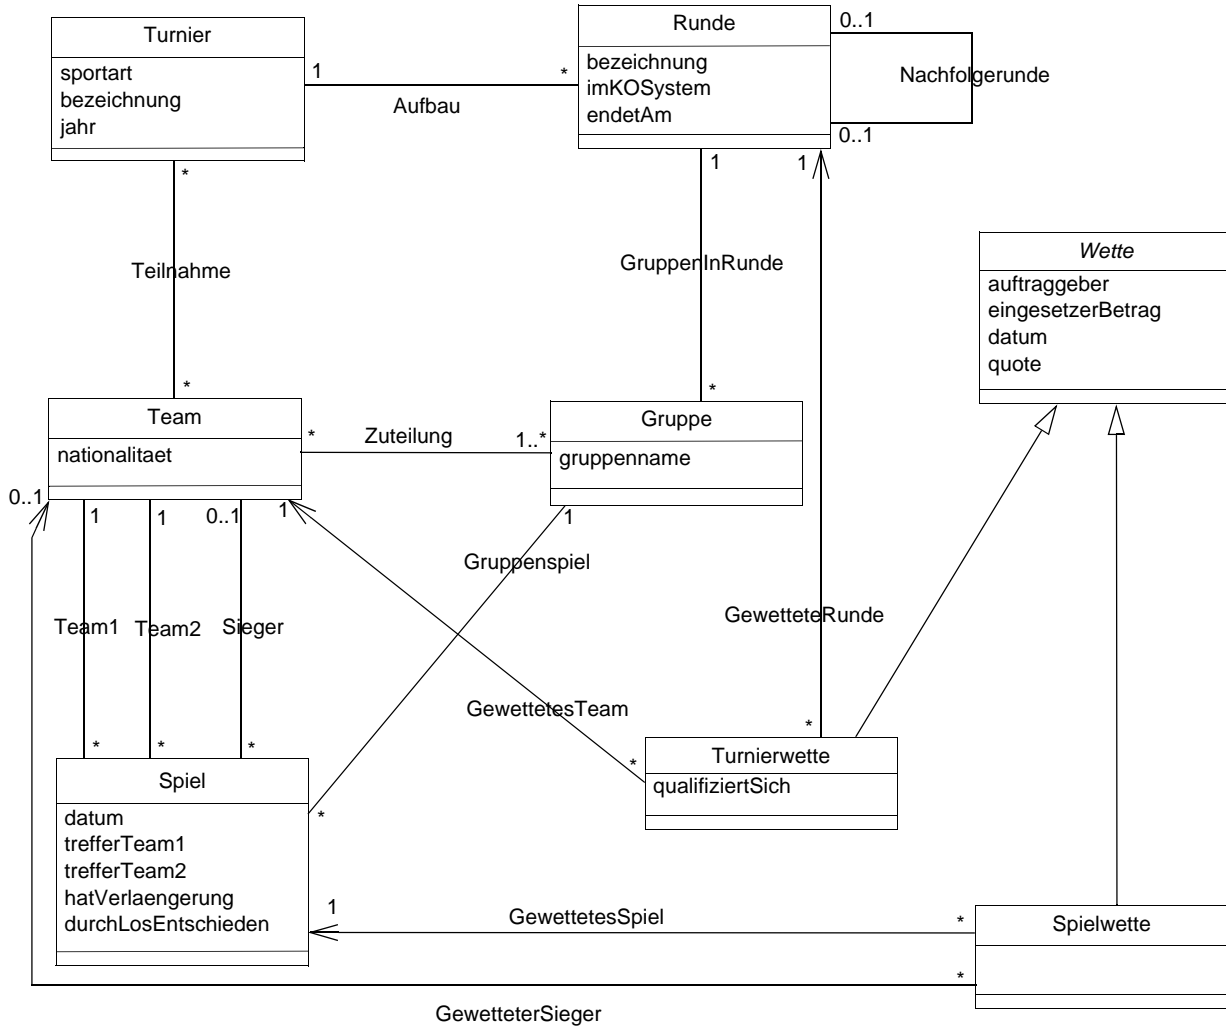 Turnier
sportart
bezeichnung
jahr
1
*
Aufbau
Runde
bezeichnung
imKOSystem
endetAm
0..1
Nachfolgerunde
0..1
*
Teilnahme
*
1
GruppenInRunde
*
1
GewetteteRunde
*
Wette
auftraggeber
eingesetzerBetrag
datum
quote
Team
nationalitaet
*
Zuteilung
1..*
Gruppe
gruppenname
0..1
1
1
0..1
1
1
Gruppenspiel
Team1
Team2
Sieger
GewettetesTeam
*
*
*
*
*
Turnierwette
qualifiziertSich
Spiel
datum
trefferTeam1
trefferTeam2
hatVerlaengerung
durchLosEntschieden
1
GewettetesSpiel
*
Spielwette
*
GewetteterSieger